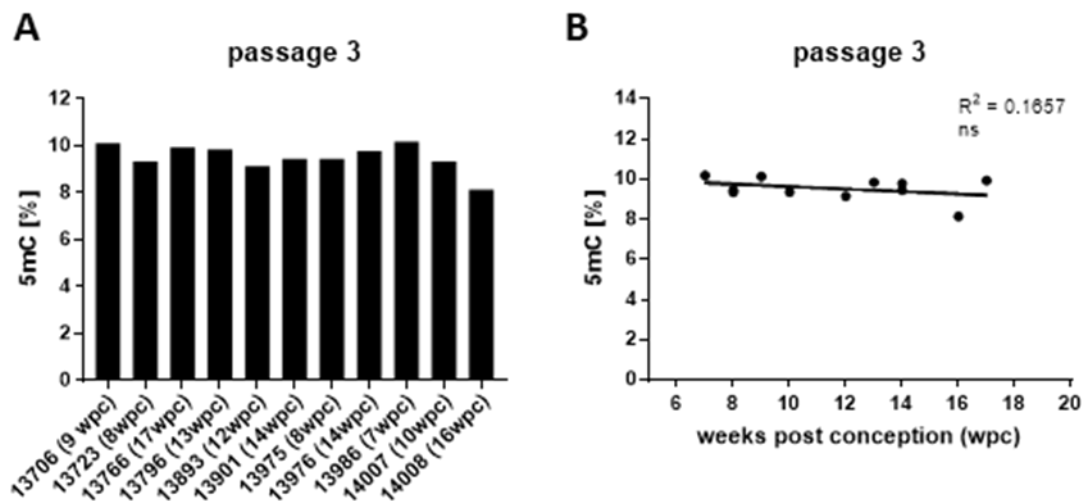 A
passage 3
5mC [%]
12
10
8
6
4
2
0
13706 (9 wpc)
13723 (8wpc)
13766 (17wpc)
13796 (13wpc)
13893 (12wpc)
13901 (14wpc)
13975 (8wpc)
13976 (14wpc)
13986 (7wpc)
14007 (10wpc)
14008 (16wpc)
B
passage 3
R² = 0.1657
ns
5mC [%]
14
12
10
8
6
4
2
0
6 8 10 12 14 16 18 20
weeks post conception (wpc)